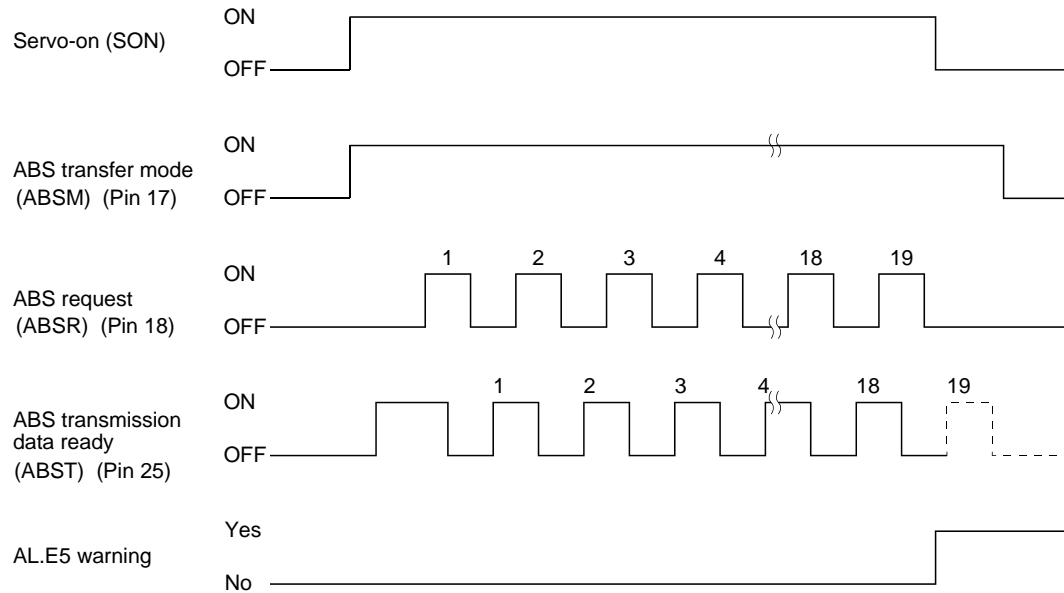 ON
Servo-on (SON)
OFF
ON
ABS transfer mode
(ABSM) (Pin 17)
OFF
1 2 3 4 18 19
ON
ABS request
(ABSR) (Pin 18)
OFF
1 2 3 4 18 19
ON
ABS transmission
data ready
OFF
(ABST) (Pin 25)
Yes
AL.E5 warning
No